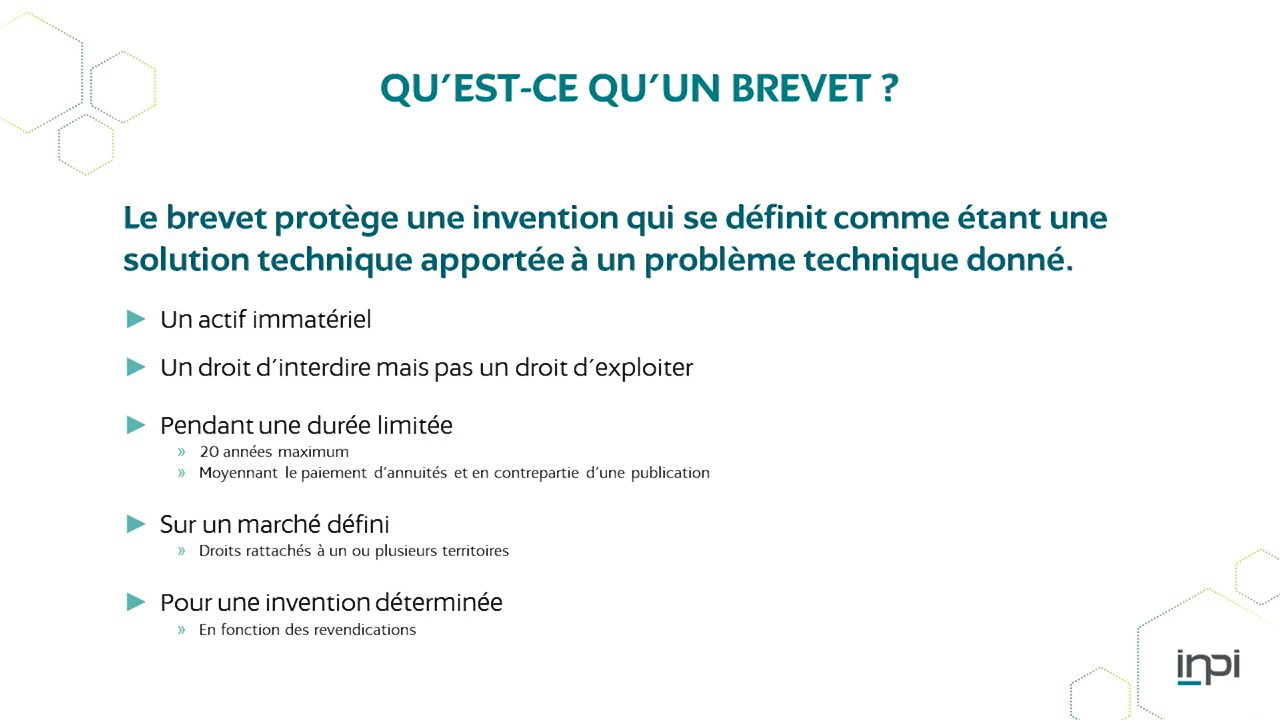 QU'EST-CE QU'UN BREVET ?
Le brevet protège une invention qui se définit comme étant une
solution technique apportée à un problème technique donné.
► Un actif immatériel
► Un droit d'interdire mais pas un droit d'exploiter
► Pendant une durée limitée
» 20 années maximum
» Moyennant le paiement d'annuités et en contrepartie d'une publication
► Sur un marché défini
» Droits rattachés à un ou plusieurs territoires
► Pour une invention déterminée
» En fonction des revendications
inpi